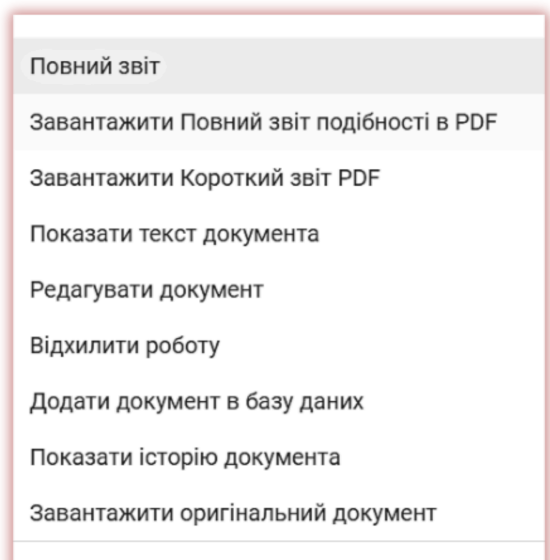 Повний звіт
Завантажити Повний звіт подібності в PDF
Завантажити Короткий звіт PDF
Показати текст документа
Редагувати документ
Відхилити роботу
Додати документ в базу даних
Показати історію документа
Завантажити оригінальний документ